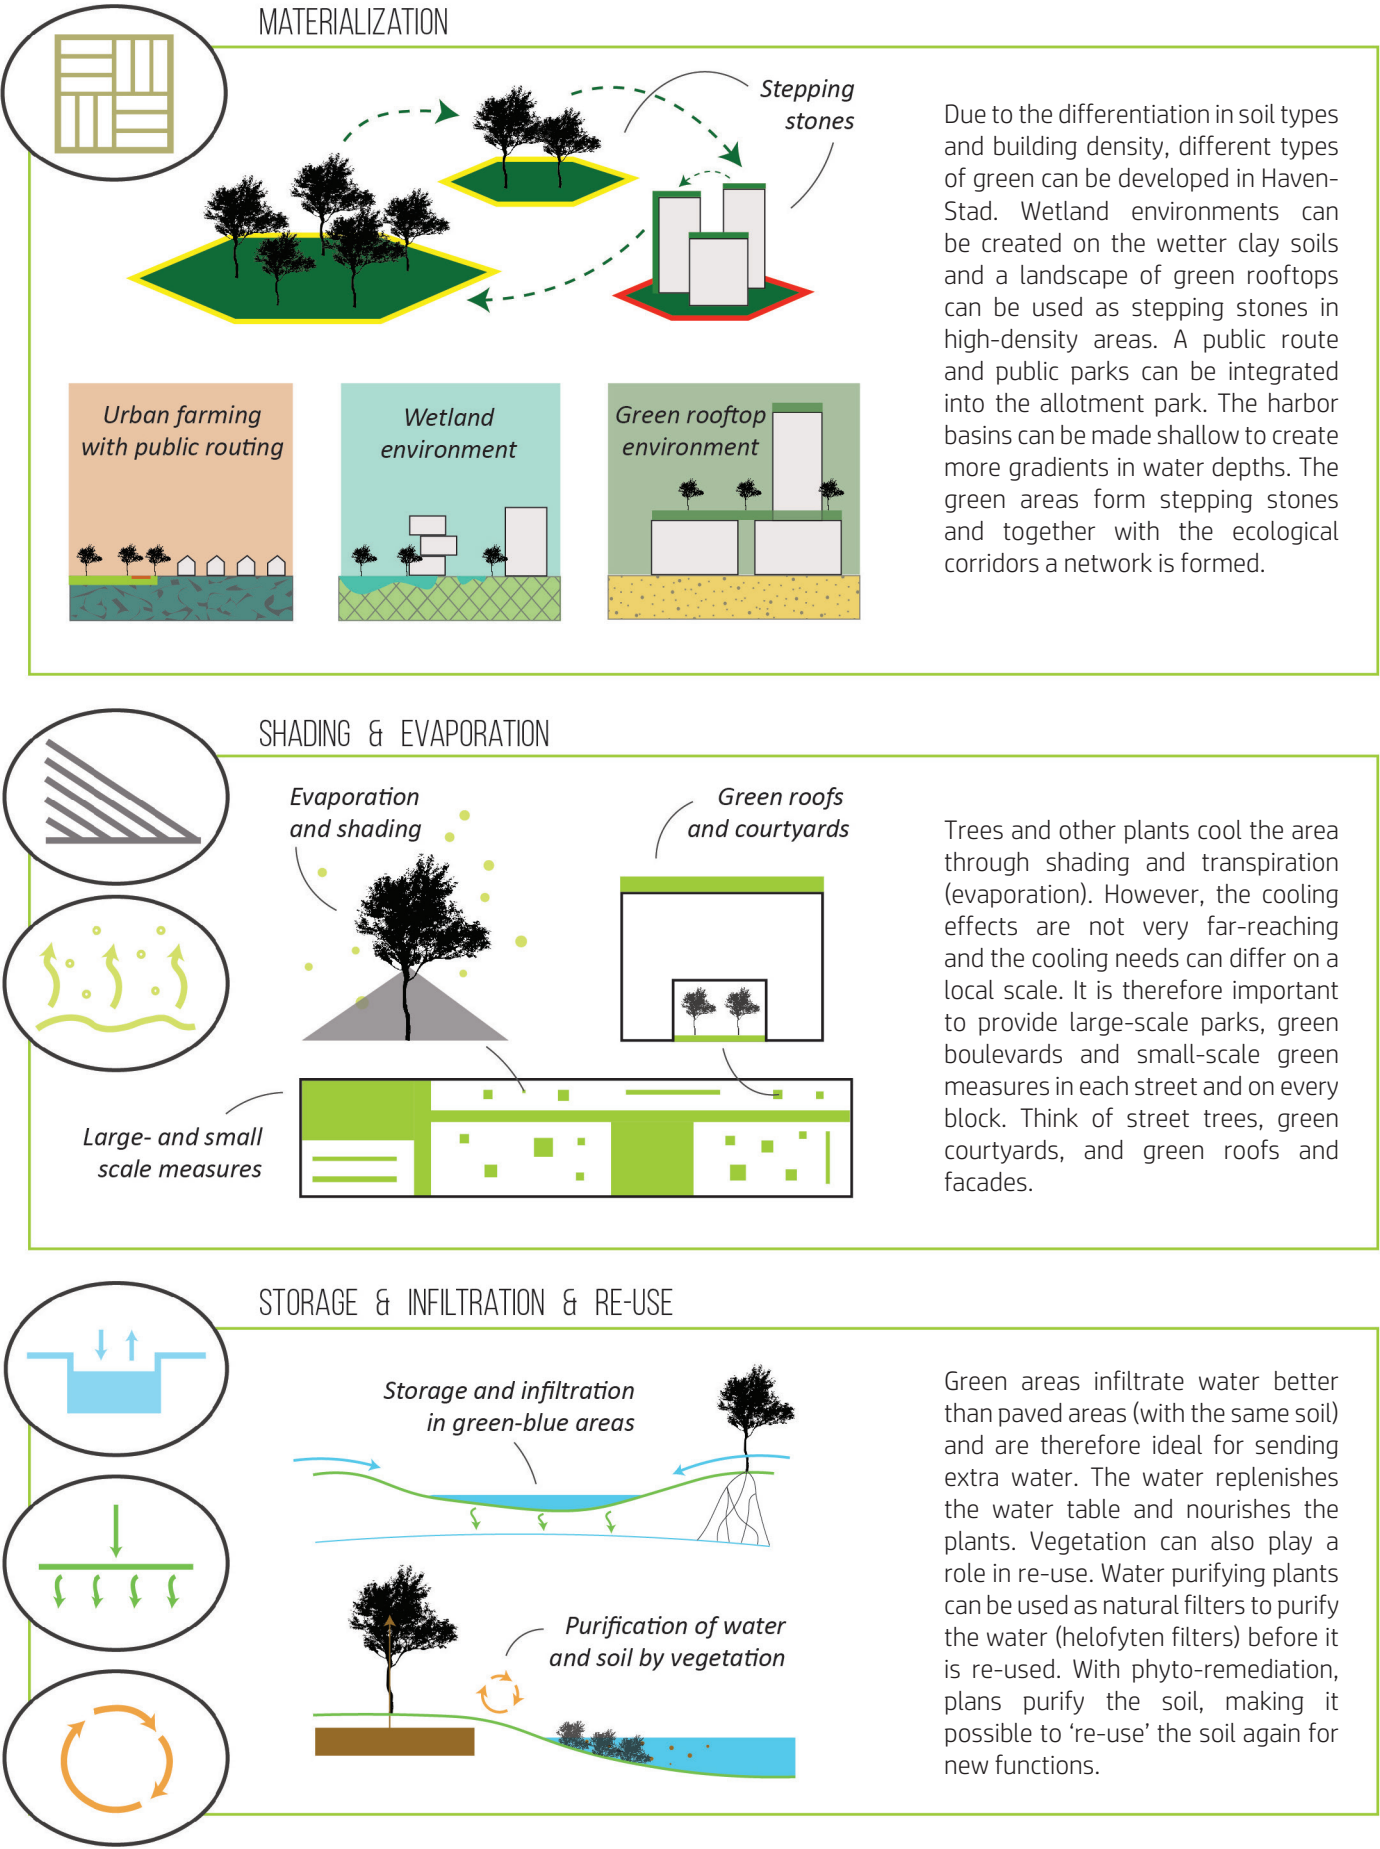 MATERIALIZATION
Stepping
stones
Due to the differentiation in soil types
and building density, different types
of green can be developed in Haven-
Stad. Wetland environments can
be created on the wetter clay soils
and a landscape of green rooftops
can be used as stepping stones in
high-density areas. A public route
and public parks can be integrated
into the allotment park. The harbor
basins can be made shallow to create
more gradients in water depths. The
green areas form stepping stones
and together with the ecological
corridors a network is formed.
Urban farming
with public routing
Wetland
environment
Green rooftop
environment
SHADING & EVAPORATION
Evaporation
and shading
Green roofs
and courtyards
Large- and small
scale measures
Trees and other plants cool the area
through shading and transpiration
(evaporation). However, the cooling
effects are not very far-reaching
and the cooling needs can differ on a
local scale. It is therefore important
to provide large-scale parks, green
boulevards and small-scale green
measures in each street and on every
block. Think of street trees, green
courtyards, and green roofs and
facades.
STORAGE & INFILTRATION & RE-USE
Storage and infiltration
in green-blue areas
Purification of water
and soil by vegetation
Green areas infiltrate water better
than paved areas (with the same soil)
and are therefore ideal for sending
extra water. The water replenishes
the water table and nourishes the
plants. Vegetation can also play a
role in re-use. Water purifying plants
can be used as natural filters to purify
the water (helofyten filters) before it
is re-used. With phyto-remediation,
plans purify the soil, making it
possible to ‘re-use’ the soil again for
new functions.